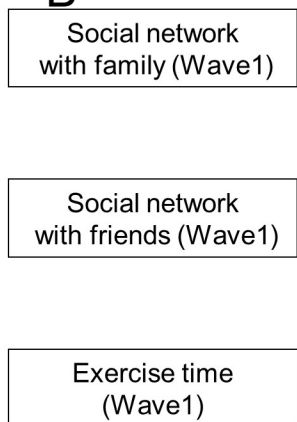 Social network
with family (Wave1)
Social network
with friends (Wave1)
Exercise time
(Wave1)